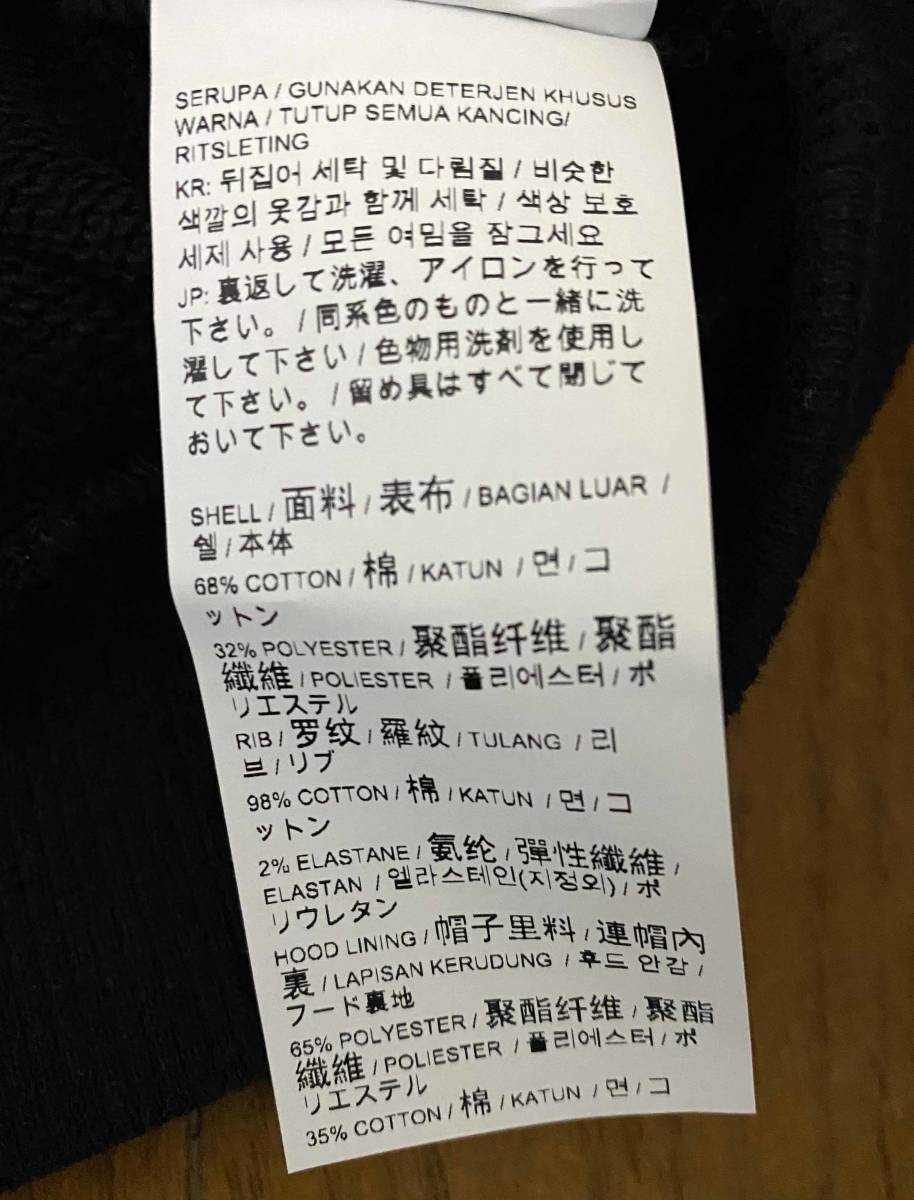 SERUPA / GUNAKAN DETERJEN KHUSUS
WARNA / TUTUP SEMUA KANCING/
RITSLETING
KR: 뒤집어 세탁 및 다림질 / 비슷한
색깔의 옷감과 함께 세탁 / 색상 보호
세제 사용 / 모든 여밈을 잠그세요
JP: 裏返して洗濯、アイロンを行って
下さい。 / 同系色のものと一緒に洗
濯して下さい / 色物用洗剤を使用し
て下さい。 / 留め具はすべて閉じて
おいて下さい。
SHELL / 面料 / 表布 / BAGIAN LUAR /
쉘 / 本体
68% COTTON / 棉 / KATUN / 면 / コ
ットン
32% POLYESTER / 聚酯纤维 / 聚酯
纖維 / POLIESTER / 폴리에스터 / ポ
リエステル
RIB / 罗纹 / 羅紋 / TULANG / 리
브 / リブ
98% COTTON / 棉 / KATUN / 면 / コ
ットン
2% ELASTANE / 氨纶 / 彈性纖維 /
ELASTAN / 엘라스테인(지정외) / ポ
リウレタン
HOOD LINING / 帽子里料 / 連帽內
裏 / LAPISAN KERUDUNG / 후드 안감 /
フード裏地
65% POLYESTER / 聚酯纤维 / 聚酯
纖維 / POLIESTER / 폴리에스터 / ポ
リエステル
35% COTTON / 棉 / KATUN / 면 / コ